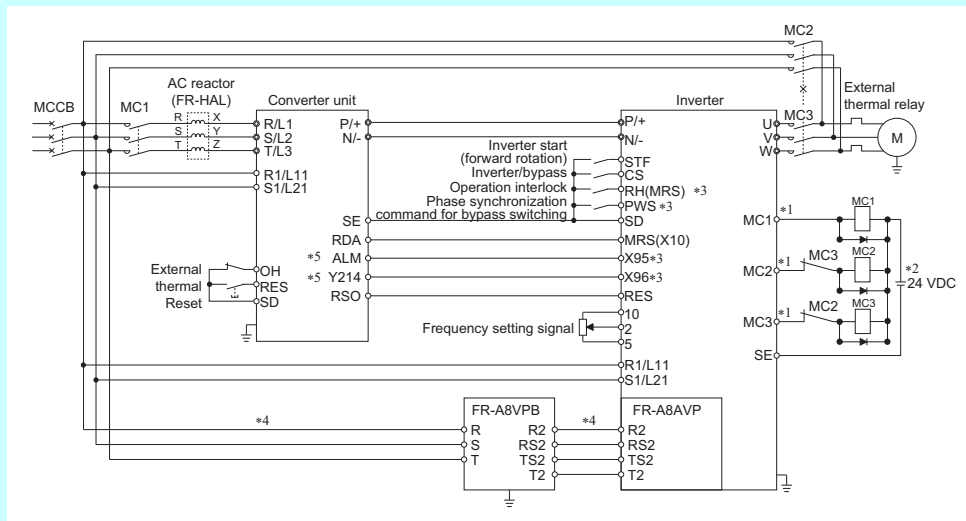 MC2
AC reactor
(FR-HAL)
External
thermal relay
MCCB
MC1
R X
S Y
T Z
Converter unit
Inverter
R/L1
S/L2
T/L3
P/+
N/-
P/+
N/-
MC3
U
V
W
M
R1/L11
S1/L21
Inverter start
(forward rotation)
STF
Inverter/bypass
CS
Operation interlock
RH(MRS) *3
Phase synchronization
command for bypass switching
PWS *3
SE
SD
RDA
MRS(X10)
*5 ALM
X95*3
*5 Y214
X96*3
RSO
RES
External
thermal
Reset
OH
RES
SD
Frequency setting signal
10
2
5
R1/L11
S1/L21
MC1
*1
MC1
MC2
*1
MC3
MC2
*2
24 VDC
MC3
*1
MC2
MC3
SE
FR-A8VPB
FR-A8AVP
*4
*4
R
R2
R2
S
RS2
RS2
T
TS2
TS2
T2
T2